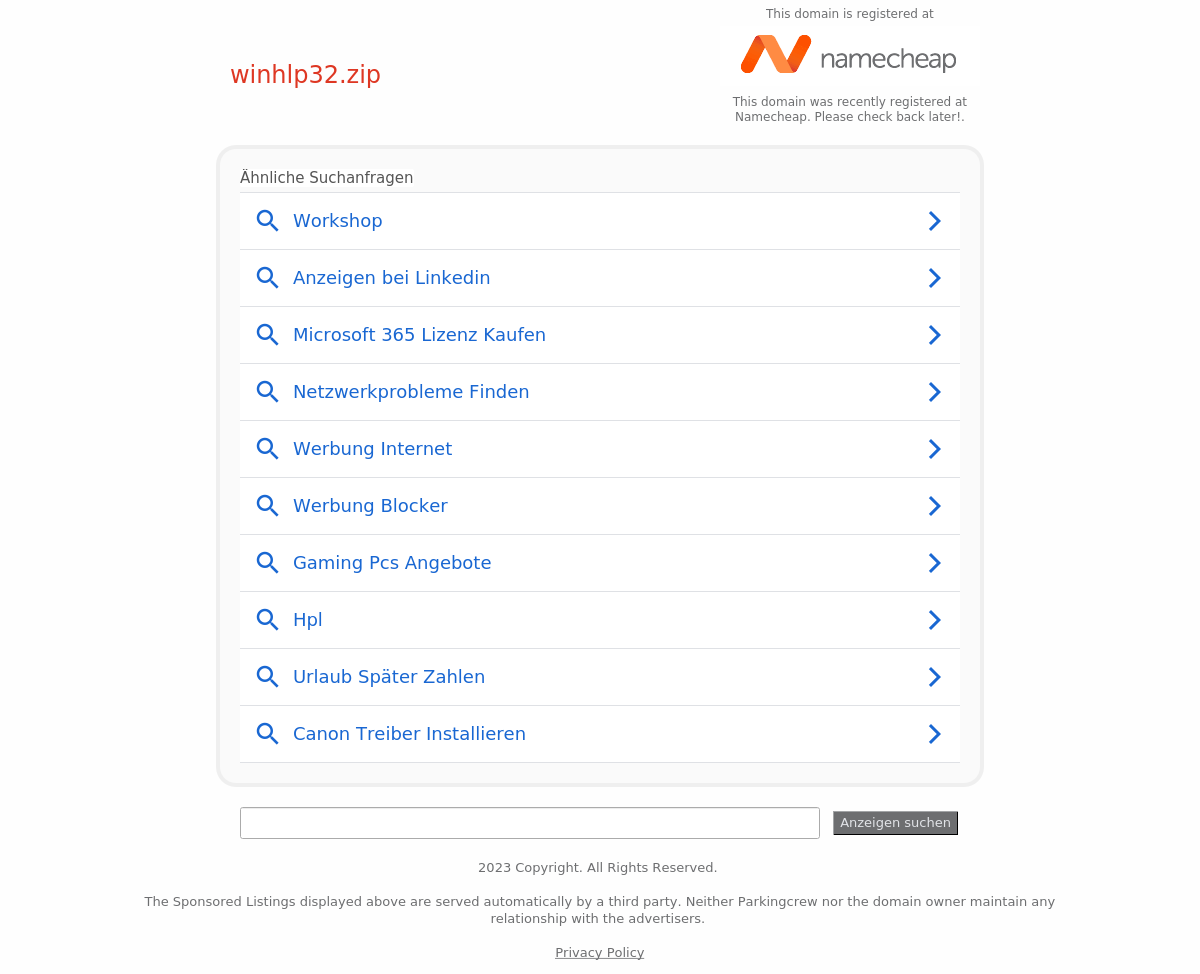 This domain is registered at
namecheap
winhlp32.zip
This domain was recently registered at
Namecheap. Please check back later!.
Ähnliche Suchanfragen
Workshop
Anzeigen bei Linkedin
Microsoft 365 Lizenz Kaufen
Netzwerkprobleme Finden
Werbung Internet
Werbung Blocker
Gaming Pcs Angebote
Hpl
Urlaub Später Zahlen
Canon Treiber Installieren
Anzeigen suchen
2023 Copyright. All Rights Reserved.
The Sponsored Listings displayed above are served automatically by a third party. Neither Parkingcrew nor the domain owner maintain any
relationship with the advertisers.
Privacy Policy